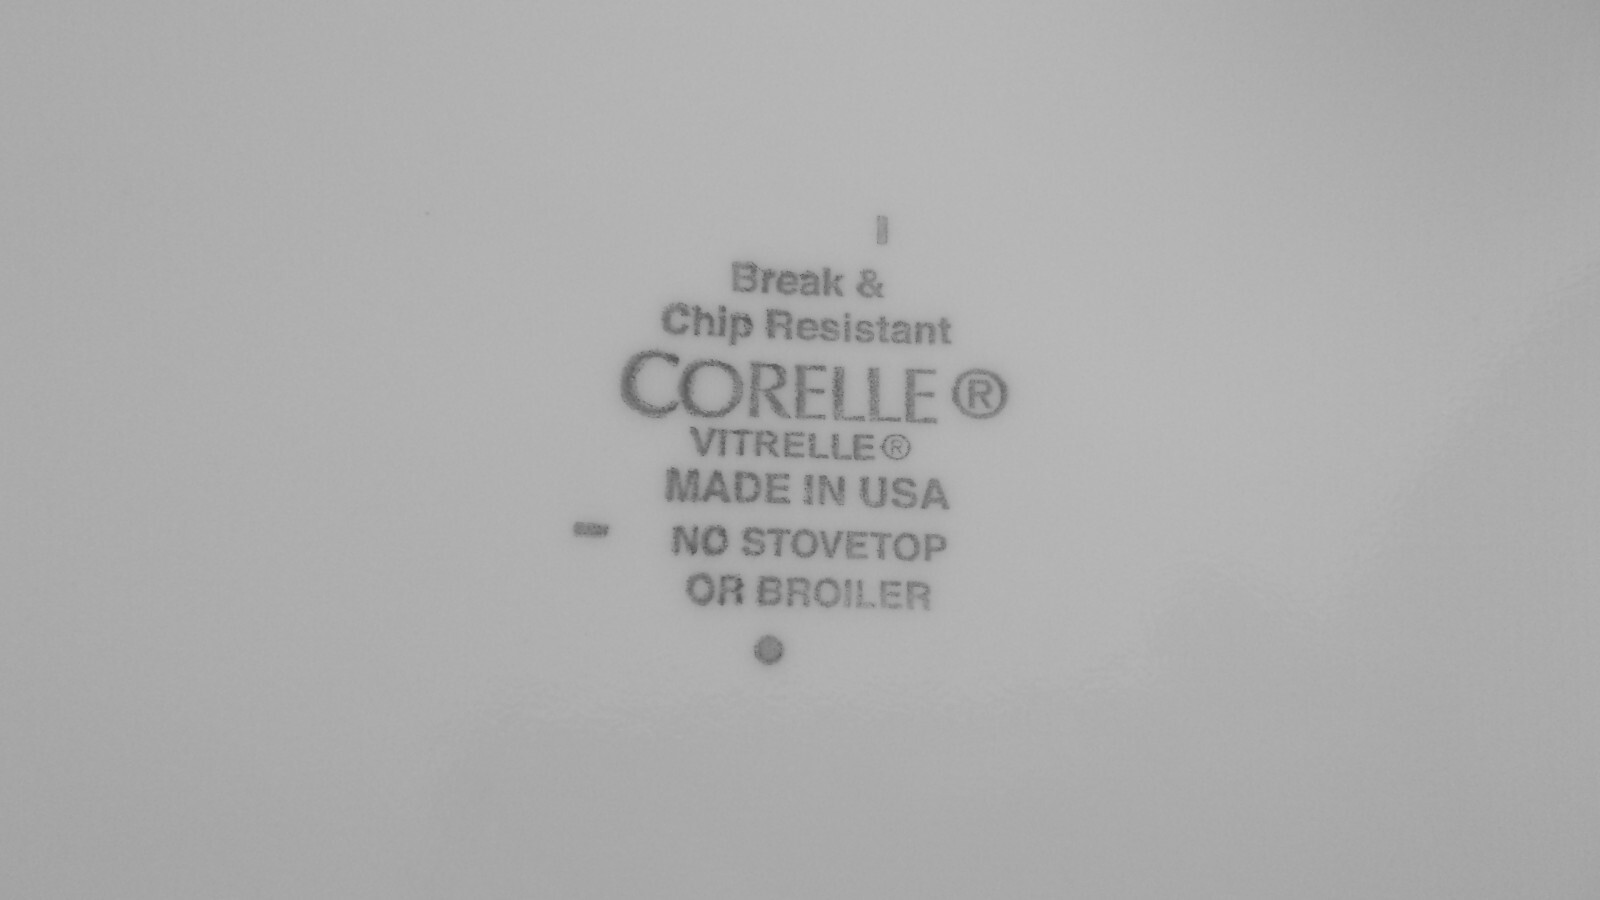 Break &
Chip Resistant
CORELLE ®
VITRELLE®
MADE IN USA
NO STOVETOP
OR BROILER